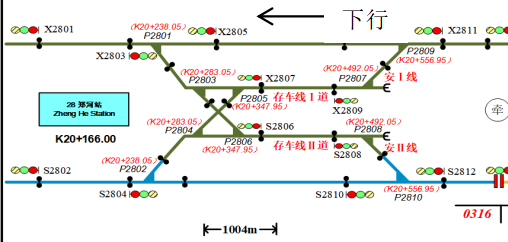 下行
X2801
(K20+238.05)
P2801
X2805
X2811
X2803
P2809
(K20+556.95)
(K20+283.05)
P2803
X2807
(K20+492.05)
P2807
安Ⅰ线
P2805
(K20+347.95)
存车线Ⅰ道
X2809
28 郑河站
Zheng He Station
K20+166.00
(K20+283.05)
P2804
S2806
(K20+492.05)
P2808
P2806
(K20+347.95)
存车线Ⅱ道
S2808
安Ⅱ线
(K20+238.05)
P2802
S2802
S2804
S2810
(K20+556.95)
P2810
S2812
牵
0316
1004m